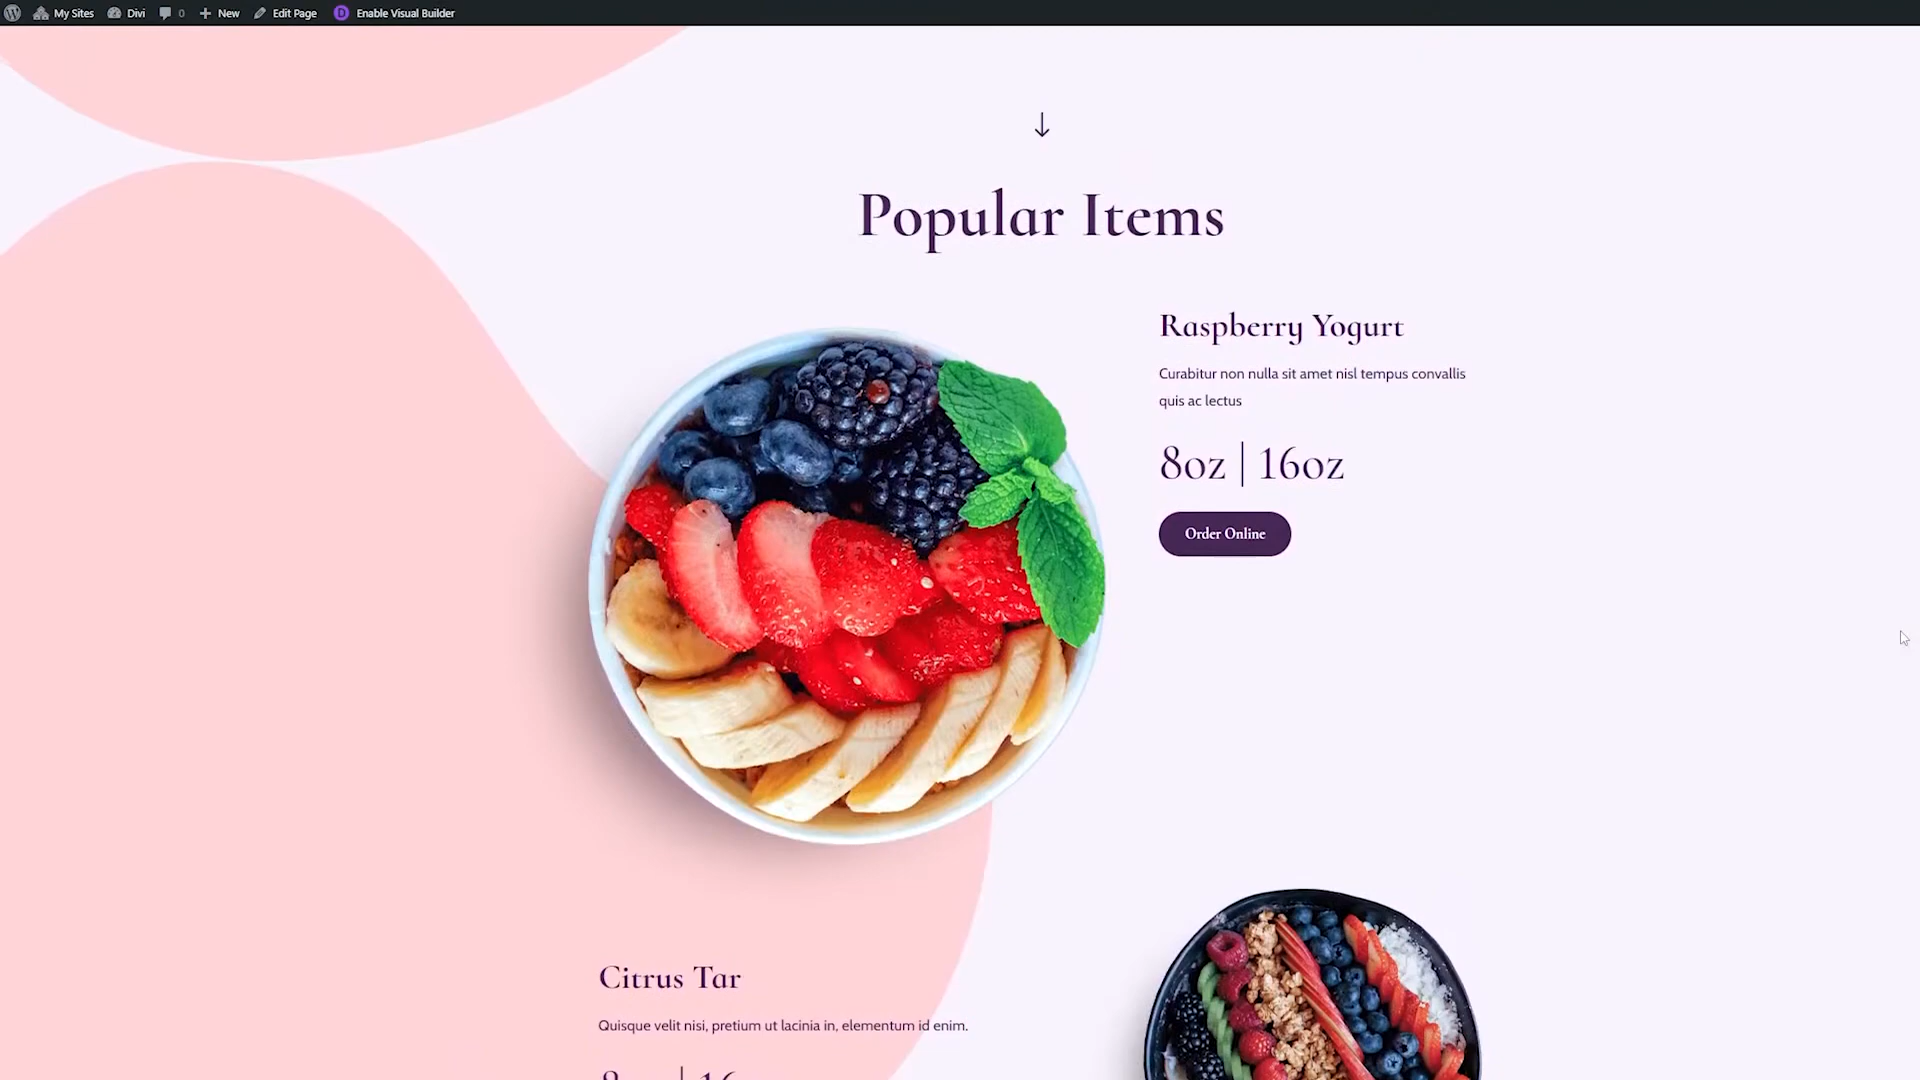 My Sites Divi 0 New Edit Page Enable Visual Builder
Popular Items
Raspberry Yogurt
Curabitur non nulla sit amet nisl tempus convallis
quis ac lectus
8oz | 16oz
Order Online
Citrus Tar
Quisque velit nisi, pretium ut lacinia in, elementum id enim.